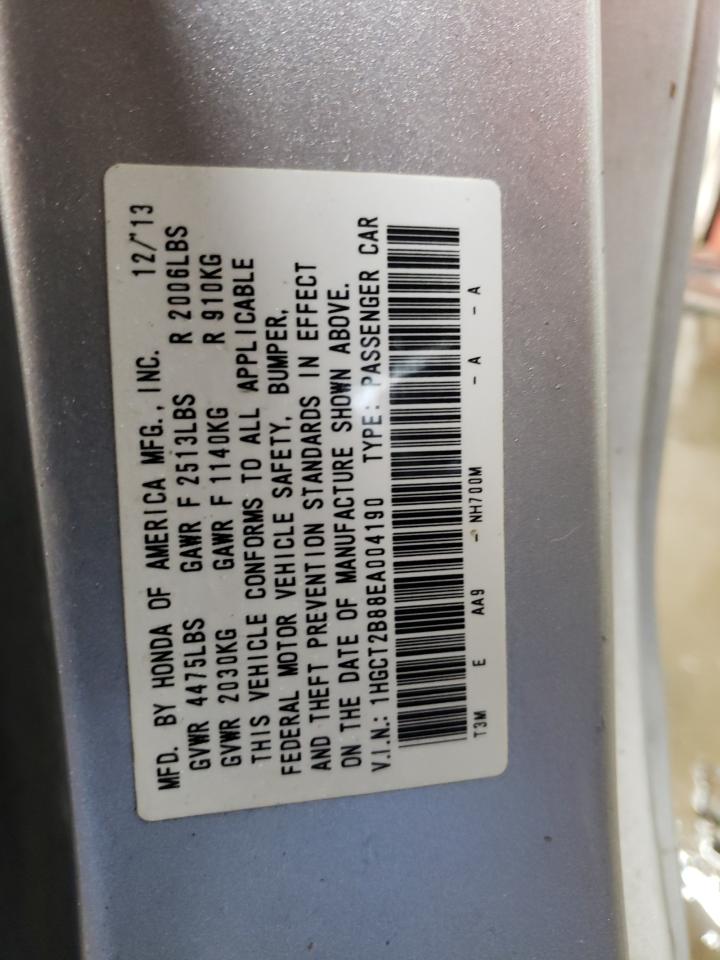 MFD. BY HONDA OF AMERICA MFG., INC. 12/'13
GVWR 4475LBS GAWR F 2513LBS R 2006LBS
GVWR 2030KG GAWR F 1140KG R 910KG
THIS VEHICLE CONFORMS TO ALL APPLICABLE
FEDERAL MOTOR VEHICLE SAFETY, BUMPER,
AND THEFT PREVENTION STANDARDS IN EFFECT
ON THE DATE OF MANUFACTURE SHOWN ABOVE.
V.I.N.: 1HGCT2B88EA004190 TYPE: PASSENGER CAR
T3M E AA9 - NH700M - A - A